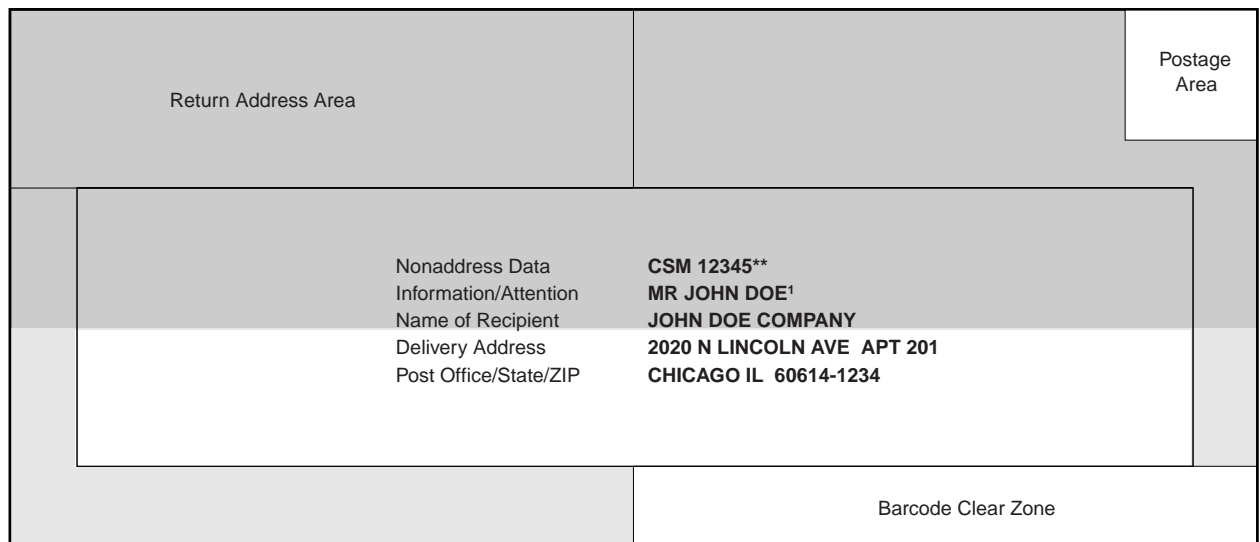 Return Address Area
Postage
Area
Nonaddress Data CSM 12345**
Information/Attention MR JOHN DOE¹
Name of Recipient JOHN DOE COMPANY
Delivery Address 2020 N LINCOLN AVE  APT 201
Post Office/State/ZIP CHICAGO IL  60614-1234
Barcode Clear Zone